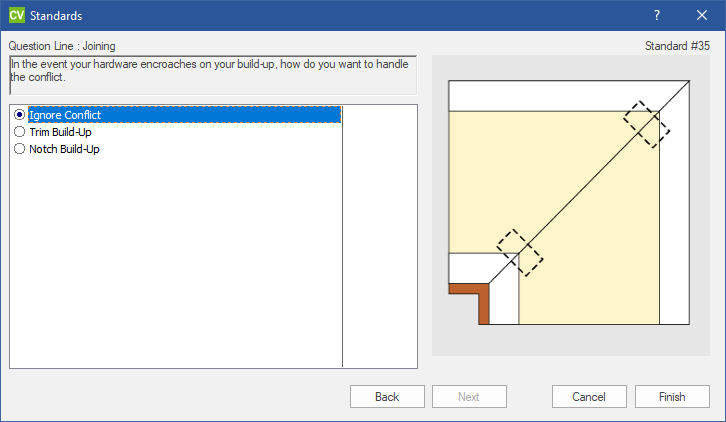 CV Standards ?
Question Line : Joining Standard #35
In the event your hardware encroaches on your build-up, how do you want to handle
the conflict.
Ignore Conflict
Trim Build-Up
Notch Build-Up
Back Next Cancel Finish